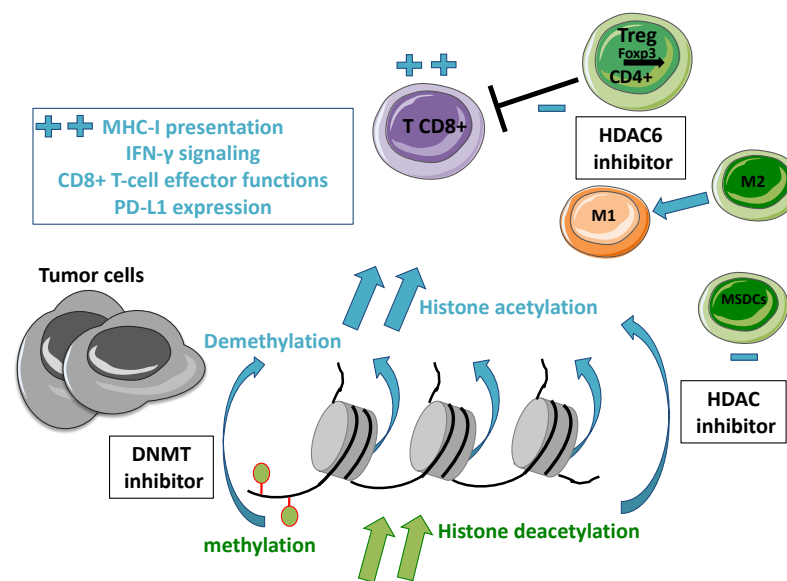 Treg
Foxp3
CD4+
++ ++
T CD8+
HDAC6
inhibitor
++ MHC-I presentation
IFN-γ signaling
CD8+ T-cell effector functions
PD-L1 expression
M2
M1
Tumor cells
MSDCs
Histone acetylation
Demethylation
HDAC
inhibitor
DNMT
inhibitor
Histone deacetylation
methylation